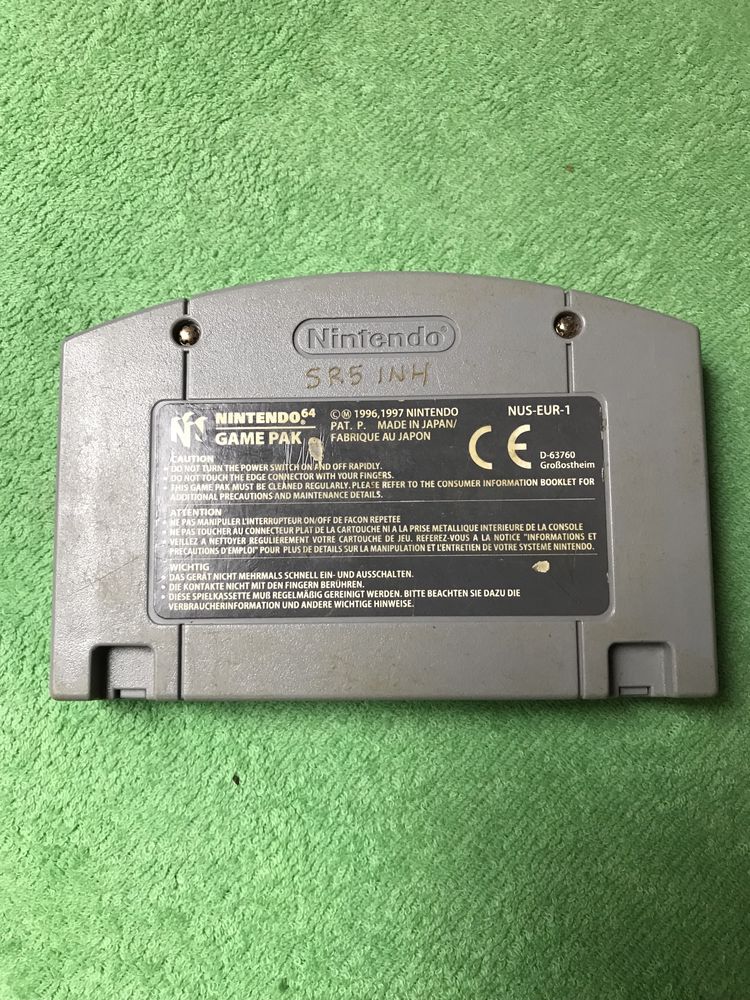 Nintendo®
SR5 1NH
NINTENDO64
GAME PAK
©Ⓜ 1996,1997 NINTENDO
PAT. P. MADE IN JAPAN/
FABRIQUE AU JAPON
NUS-EUR-1
CE
D-63760
Großostheim
CAUTION
• DO NOT TURN THE POWER SWITCH ON AND OFF RAPIDLY.
• DO NOT TOUCH THE EDGE CONNECTOR WITH YOUR FINGERS.
• THIS GAME PAK MUST BE CLEANED REGULARLY. PLEASE REFER TO THE CONSUMER INFORMATION BOOKLET FOR
ADDITIONAL PRECAUTIONS AND MAINTENANCE DETAILS.
ATTENTION
• NE PAS MANIPULER L'INTERRUPTEUR ON/OFF DE FACON REPETEE
• NE PAS TOUCHER AU CONNECTEUR PLAT DE LA CARTOUCHE NI A LA PRISE METALLIQUE INTERIEURE DE LA CONSOLE
• VEILLEZ A NETTOYER REGULIEREMENT VOTRE CARTOUCHE DE JEU. REFEREZ-VOUS A LA NOTICE "INFORMATIONS ET
PRECAUTIONS D'EMPLOI" POUR PLUS DE DETAILS SUR LA MANIPULATION ET L'ENTRETIEN DE VOTRE SYSTEME NINTENDO.
WICHTIG
• DAS GERÄT NICHT MEHRMALS SCHNELL EIN- UND AUSSCHALTEN.
• DIE KONTAKTE NICHT MIT DEN FINGERN BERÜHREN.
• DIESE SPIELKASSETTE MUß REGELMÄßIG GEREINIGT WERDEN. BITTE BEACHTEN SIE DAZU DIE
VERBRAUCHERINFORMATION UND ANDERE WICHTIGE HINWEISE.